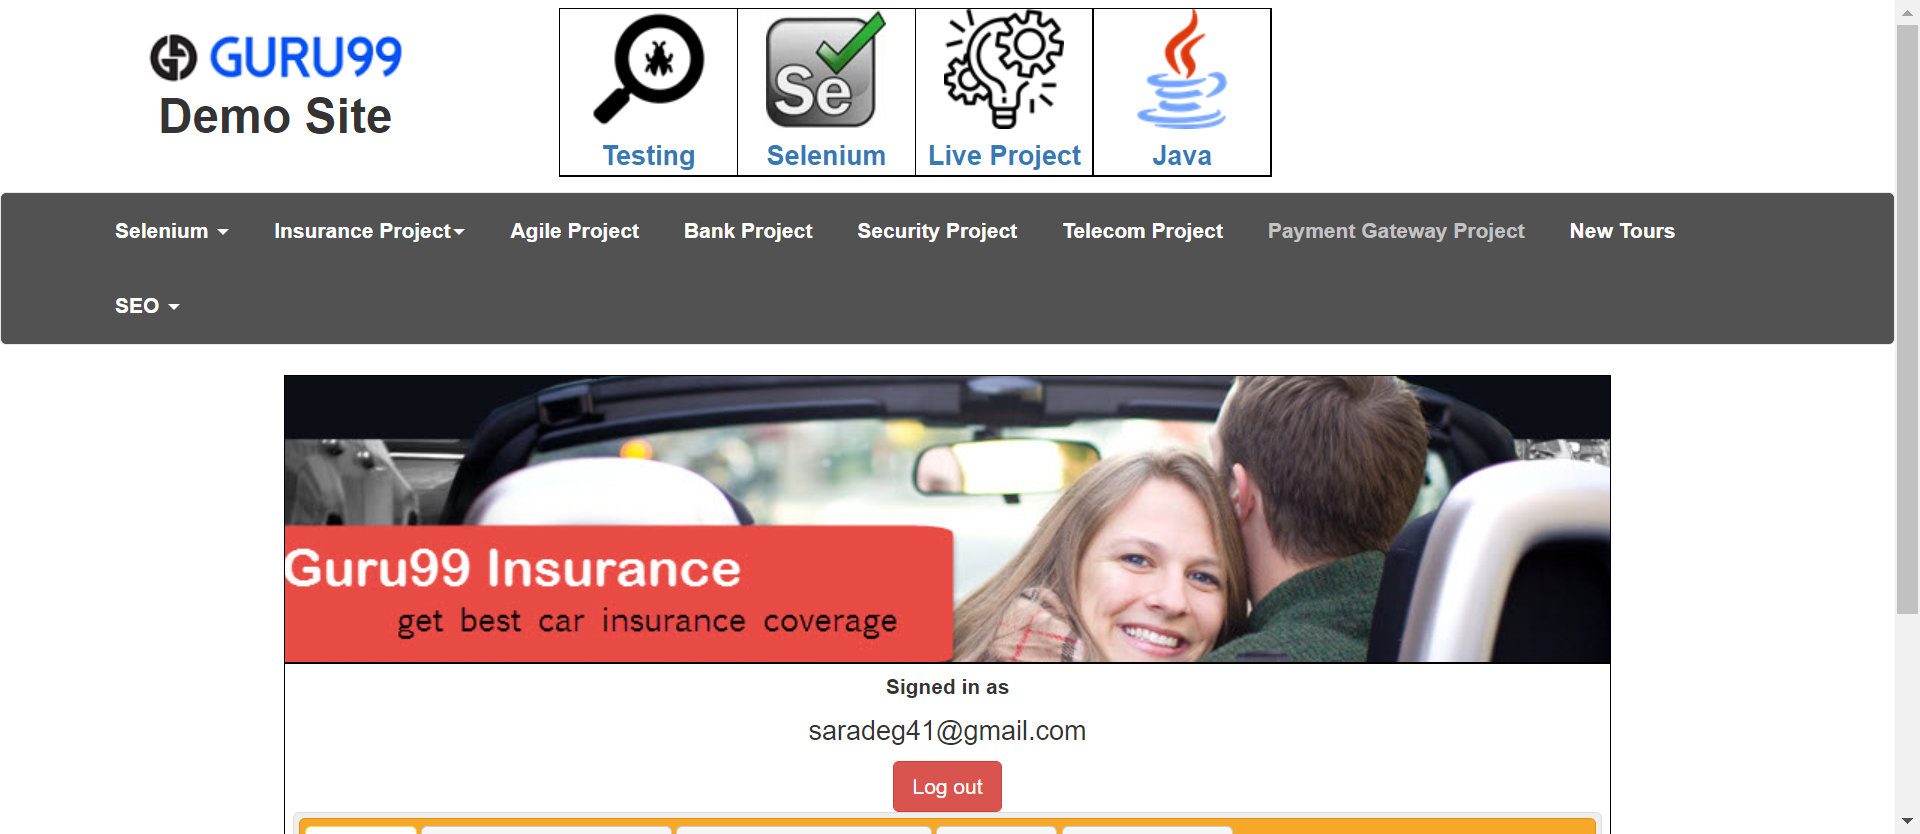 GURU99
Demo Site
Testing
Se
Selenium
Live Project
Java
Selenium
Insurance Project
Agile Project
Bank Project
Security Project
Telecom Project
Payment Gateway Project
New Tours
SEO
Guru99 Insurance
get best car insurance coverage
Signed in as
saradeg41@gmail.com
Log out